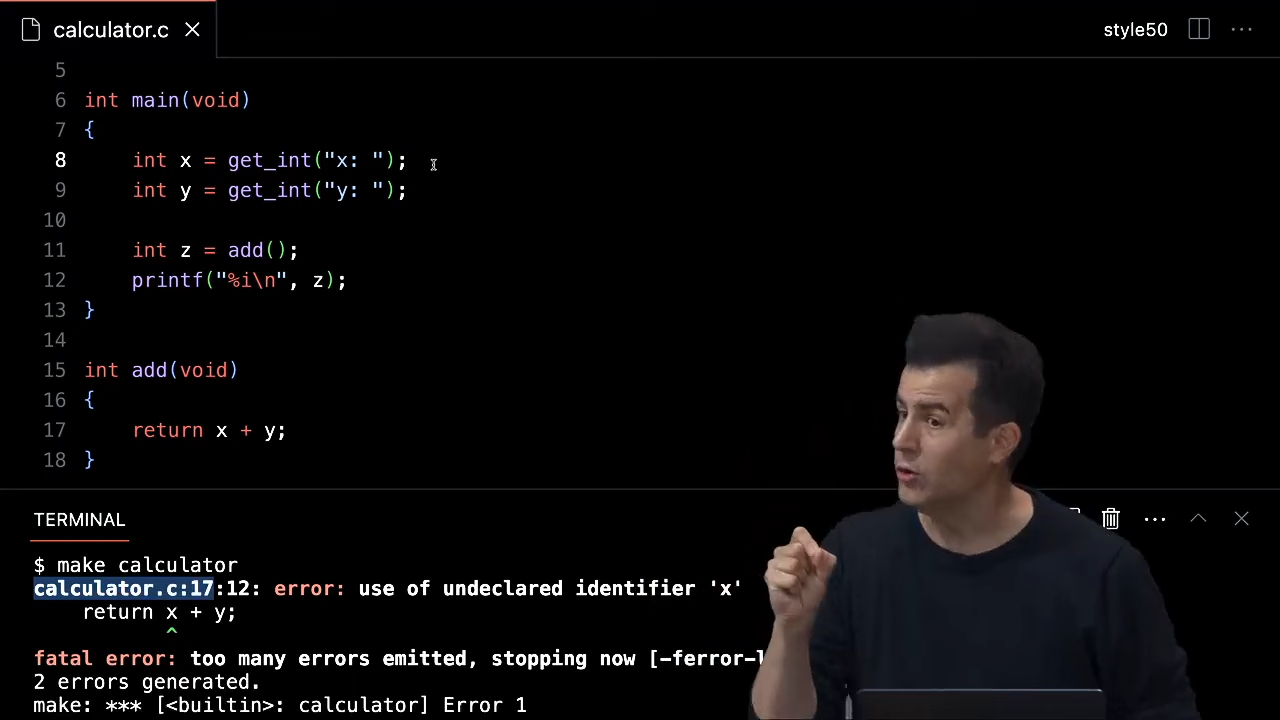 calculator.c
style50
5
6 int main(void)
7 {
8 int x = get_int("x: ");
9 int y = get_int("y: ");
10
11 int z = add();
12 printf("%i\n", z);
13 }
14
15 int add(void)
16 {
17 return x + y;
18 }
TERMINAL
$ make calculator
calculator.c:17:12: error: use of undeclared identifier 'x'
return x + y;
^
fatal error: too many errors emitted, stopping now [-ferror-l
2 errors generated.
make: *** [<builtin>: calculator] Error 1